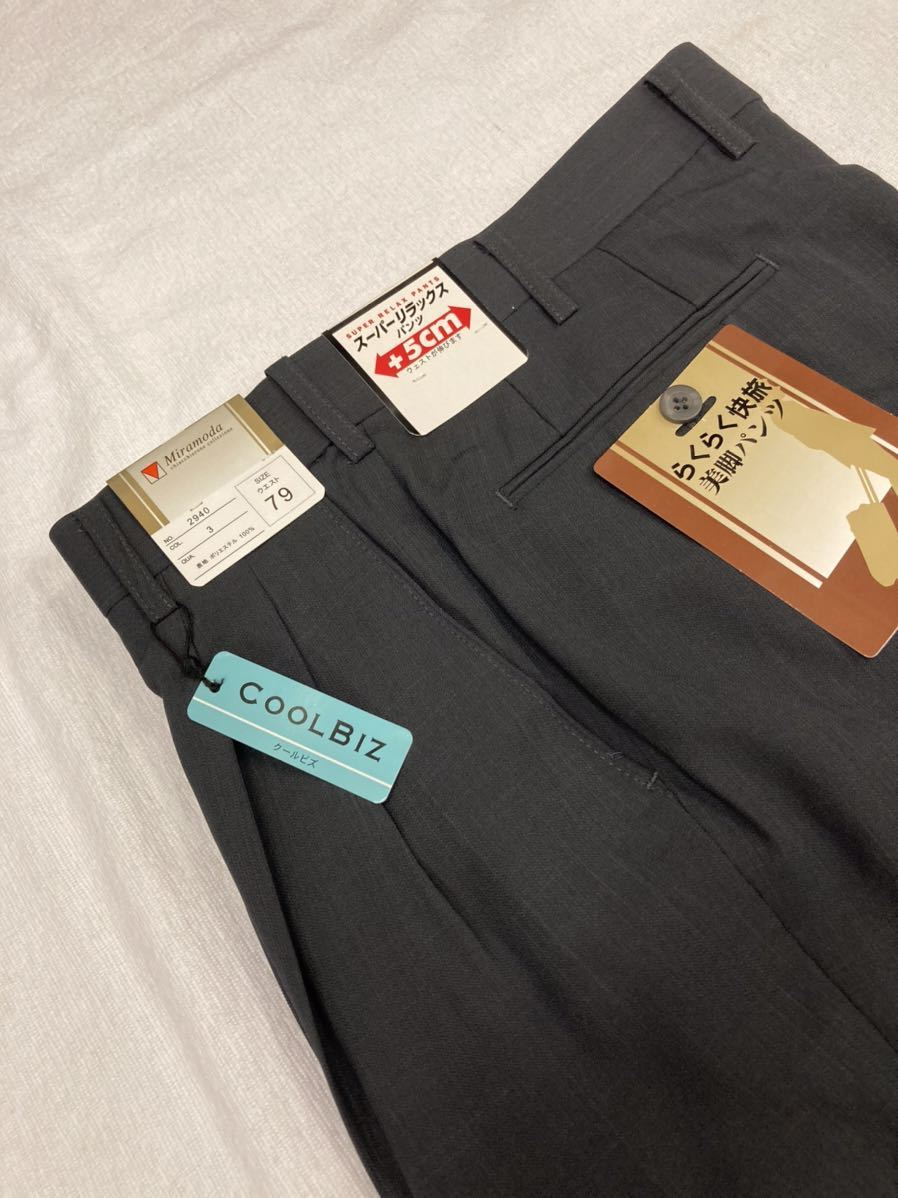 SUPER RELAX PANTS
スーパーリラックス
パンツ
+5cm
ウエストが伸びます
らくらく快旅
美脚パンツ
Miramoda
SIZE
ウエスト
79
NO. 2940
COL. 3
QUA. 表地 ポリエステル 100%
COOLBIZ
クールビズ